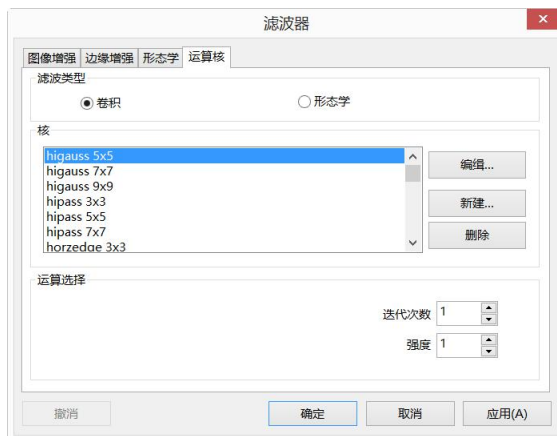 滤波器
图像增强 边缘增强 形态学 运算核
滤波类型
卷积 形态学
核
higauss 5x5
higauss 7x7
higauss 9x9
hipass 3x3
hipass 5x5
hipass 7x7
horzedge 3x3
编缉...
新建...
删除
运算选择
迭代次数 1
强度 1
撤消 确定 取消 应用(A)